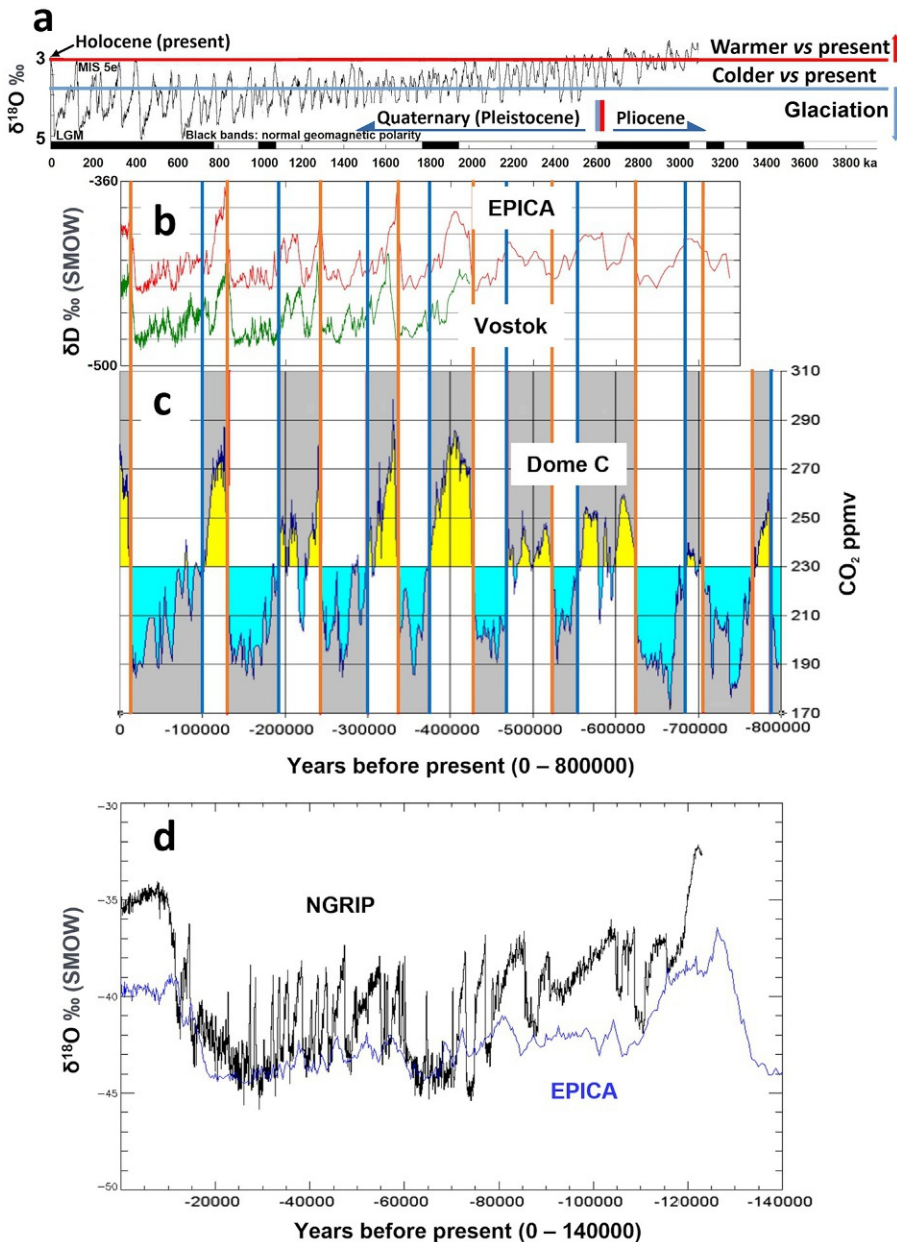 a
Holocene (present)
3
MIS 5e
Warmer vs present
Colder vs present
δ18O ‰
Glaciation
Quaternary (Pleistocene)
Pliocene
5
LGM
Black bands: normal geomagnetic polarity
0 200 400 600 800 1000 1200 1400 1600 1800 2000 2200 2400 2600 2800 3000 3200 3400 3600 3800 ka
-360
b
EPICA
δD ‰ (SMOW)
Vostok
-500
c
310
290
Dome C
270
250
230
210
190
170
CO2 ppmv
0 -100000 -200000 -300000 -400000 -500000 -600000 -700000 -800000
Years before present (0 – 800000)
−30
d
NGRIP
−35
δ18O ‰ (SMOW)
−40
EPICA
−45
−50
-20000 -40000 -60000 -80000 -100000 -120000 -140000
Years before present (0 – 140000)